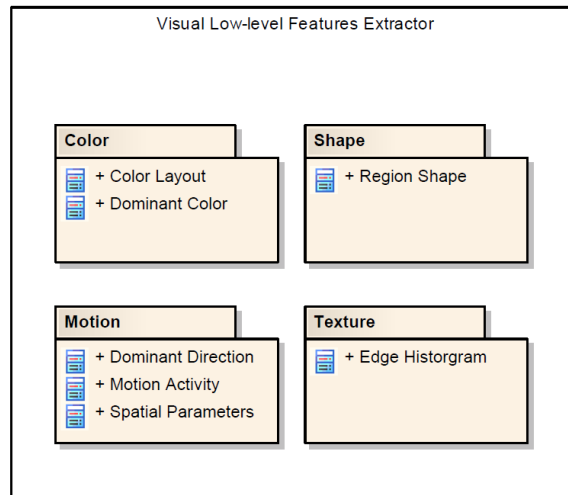 Visual Low-level Features Extractor
Color
+ Color Layout
+ Dominant Color
Shape
+ Region Shape
Motion
+ Dominant Direction
+ Motion Activity
+ Spatial Parameters
Texture
+ Edge Historgram